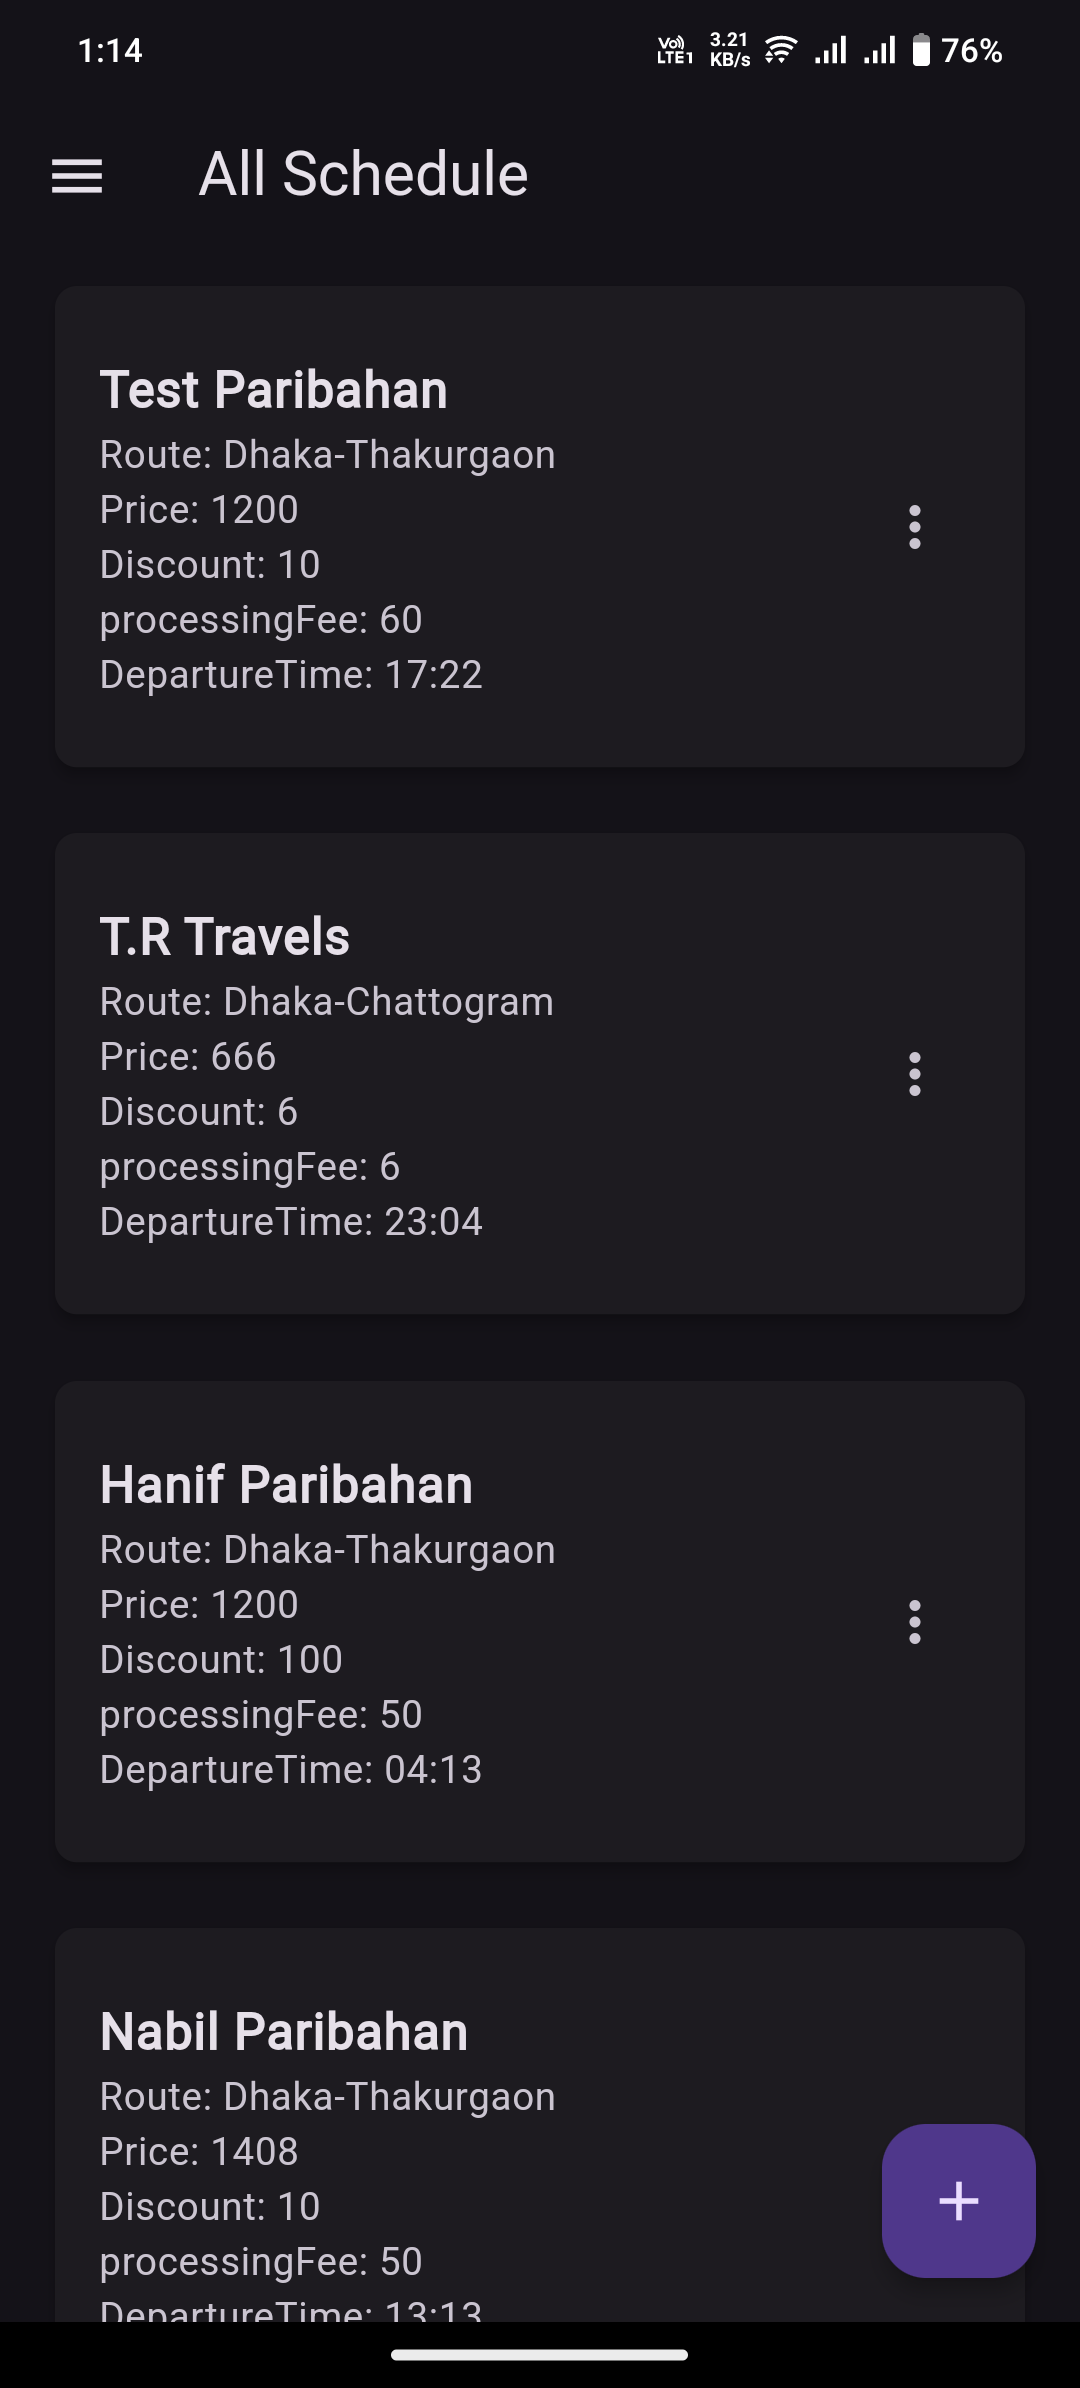 1:14
Vo LTE1 3.21 KB/s 76%
All Schedule
Test Paribahan
Route: Dhaka-Thakurgaon
Price: 1200
Discount: 10
processingFee: 60
DepartureTime: 17:22
T.R Travels
Route: Dhaka-Chattogram
Price: 666
Discount: 6
processingFee: 6
DepartureTime: 23:04
Hanif Paribahan
Route: Dhaka-Thakurgaon
Price: 1200
Discount: 100
processingFee: 50
DepartureTime: 04:13
Nabil Paribahan
Route: Dhaka-Thakurgaon
Price: 1408
Discount: 10
processingFee: 50
DepartureTime: 13:13